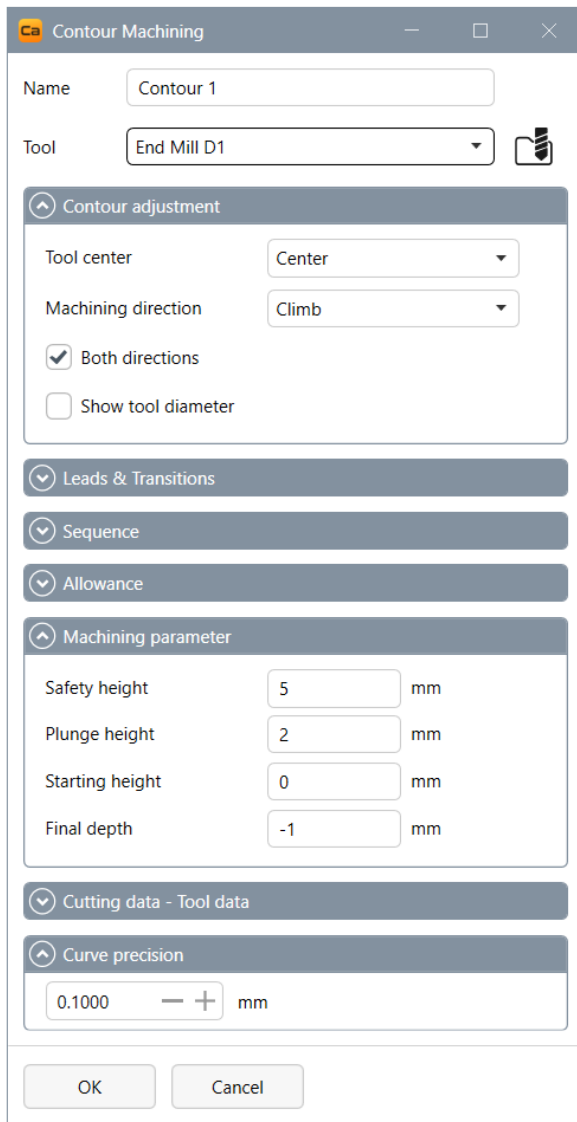 Ca Contour Machining
Name Contour 1
Tool End Mill D1
Contour adjustment
Tool center Center
Machining direction Climb
Both directions
Show tool diameter
Leads & Transitions
Sequence
Allowance
Machining parameter
Safety height 5 mm
Plunge height 2 mm
Starting height 0 mm
Final depth -1 mm
Cutting data - Tool data
Curve precision
0.1000 mm
OK Cancel